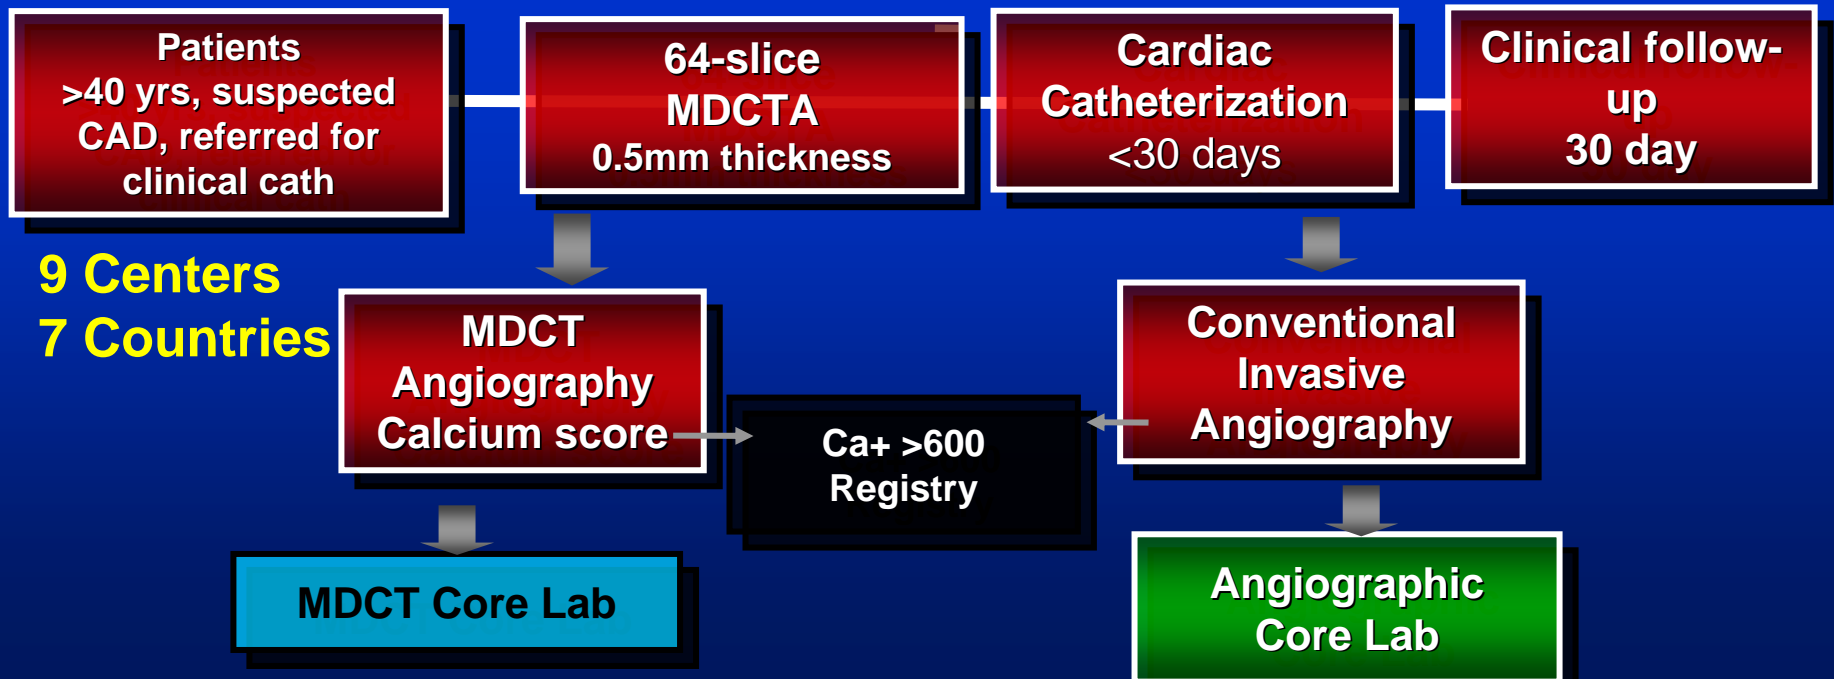 Patients
>40 yrs, suspected
CAD, referred for
clinical cath
64-slice
MDCTA
0.5mm thickness
Cardiac
Catheterization
<30 days
Clinical follow-
up
30 day
9 Centers
7 Countries
MDCT
Angiography
Calcium score
Ca+ >600
Registry
Conventional
Invasive
Angiography
MDCT Core Lab
Angiographic
Core Lab